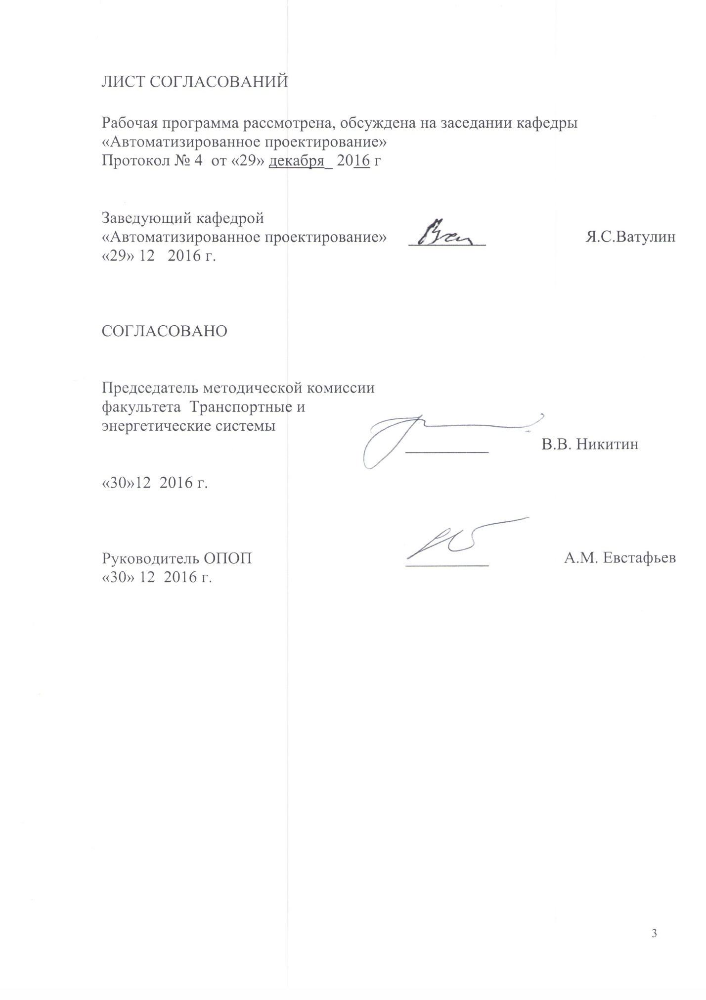 ЛИСТ СОГЛАСОВАНИЙ
Рабочая программа рассмотрена, обсуждена на заседании кафедры
«Автоматизированное проектирование»
Протокол № 4 от «29» декабря_ 2016 г
Заведующий кафедрой
«Автоматизированное проектирование» Я.С.Ватулин
«29» 12 2016 г.
СОГЛАСОВАНО
Председатель методической комиссии
факультета Транспортные и
энергетические системы
В.В. Никитин
«30»12 2016 г.
Руководитель ОПОП А.М. Евстафьев
«30» 12 2016 г.
3